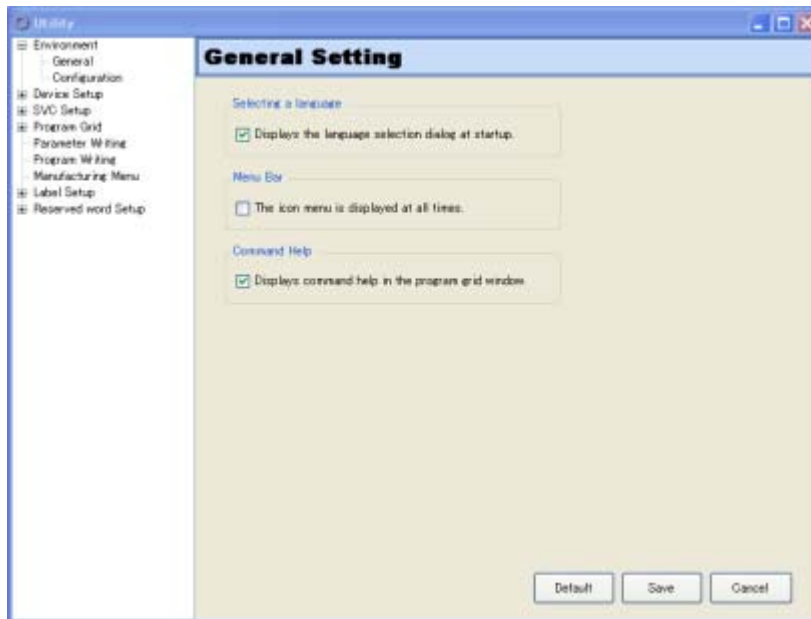 Utility
Environment
General
Configuration
Device Setup
SVC Setup
Program Grid
Parameter Writing
Program Writing
Manufacturing Menu
Label Setup
Reserved word Setup
General Setting
Selecting a language
Displays the language selection dialog at startup.
Menu Bar
The icon menu is displayed at all times.
Command Help
Displays command help in the program grid window
Default
Save
Cancel